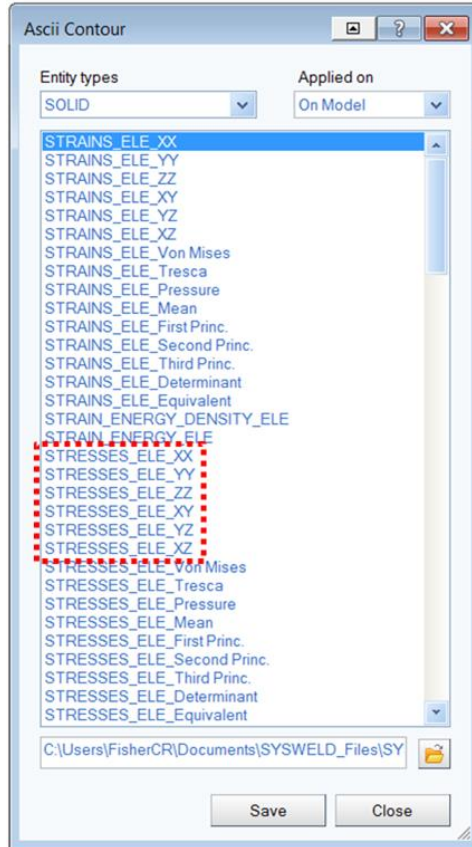 Ascii Contour
Entity types Applied on
SOLID On Model
STRAINS_ELE_XX
STRAINS_ELE_YY
STRAINS_ELE_ZZ
STRAINS_ELE_XY
STRAINS_ELE_YZ
STRAINS_ELE_XZ
STRAINS_ELE_Von Mises
STRAINS_ELE_Tresca
STRAINS_ELE_Pressure
STRAINS_ELE_Mean
STRAINS_ELE_First Princ.
STRAINS_ELE_Second Princ.
STRAINS_ELE_Third Princ.
STRAINS_ELE_Determinant
STRAINS_ELE_Equivalent
STRAIN_ENERGY_DENSITY_ELE
STRAIN_ENERGY_ELE
STRESSES_ELE_XX
STRESSES_ELE_YY
STRESSES_ELE_ZZ
STRESSES_ELE_XY
STRESSES_ELE_YZ
STRESSES_ELE_XZ
STRESSES_ELE_Von Mises
STRESSES_ELE_Tresca
STRESSES_ELE_Pressure
STRESSES_ELE_Mean
STRESSES_ELE_First Princ.
STRESSES_ELE_Second Princ.
STRESSES_ELE_Third Princ.
STRESSES_ELE_Determinant
STRESSES_ELE_Equivalent
C:\Users\FisherCR\Documents\SYSWELD_Files\SY
Save Close